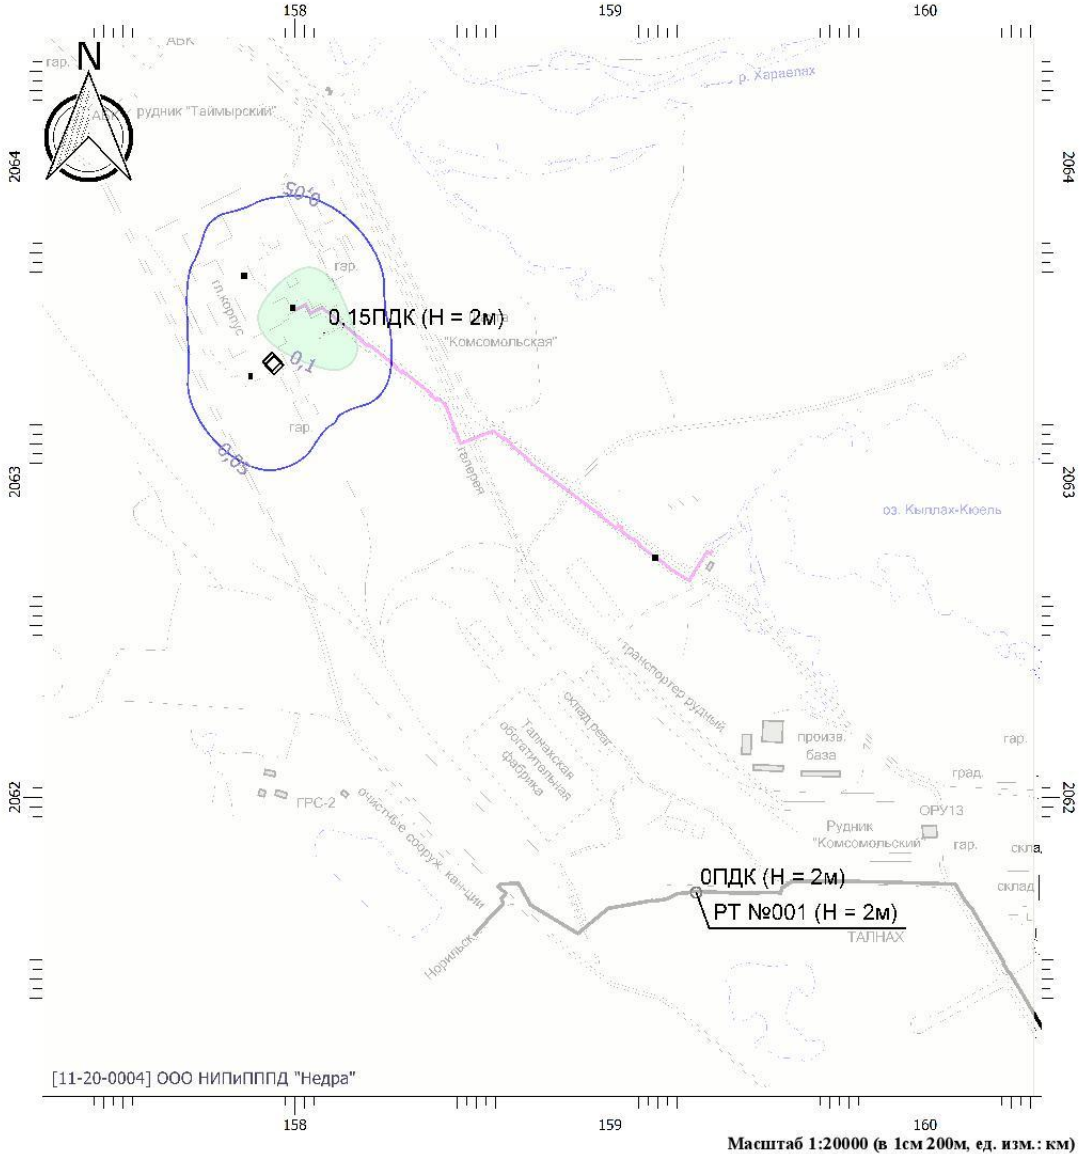 158
159
160
АБК
гар.
N
р. Хараелах
АБК
рудник "Таймырский"
2064
2064
0,05
гар.
гл.корпус
0,15ПДК (Н = 2м)
"Комсомольская"
0,1
гар.
0,05
галерея
2063
2063
оз. Кыллах-Кюель
транспортер рудный
склад реаг
Талнахская
обогатительная
фабрика
произв.
база
гар.
град.
ГРС-2
2062
2062
очистные сооруж. кан-ции
ОРУ13
Рудник
"Комсомольский"
гар.
скла
0ПДК (Н = 2м)
склад
РТ №001 (Н = 2м)
ТАЛНАХ
Норильск
[11-20-0004] ООО НИПиПППД "Недра"
158
159
160
Масштаб 1:20000 (в 1см 200м, ед. изм.: км)